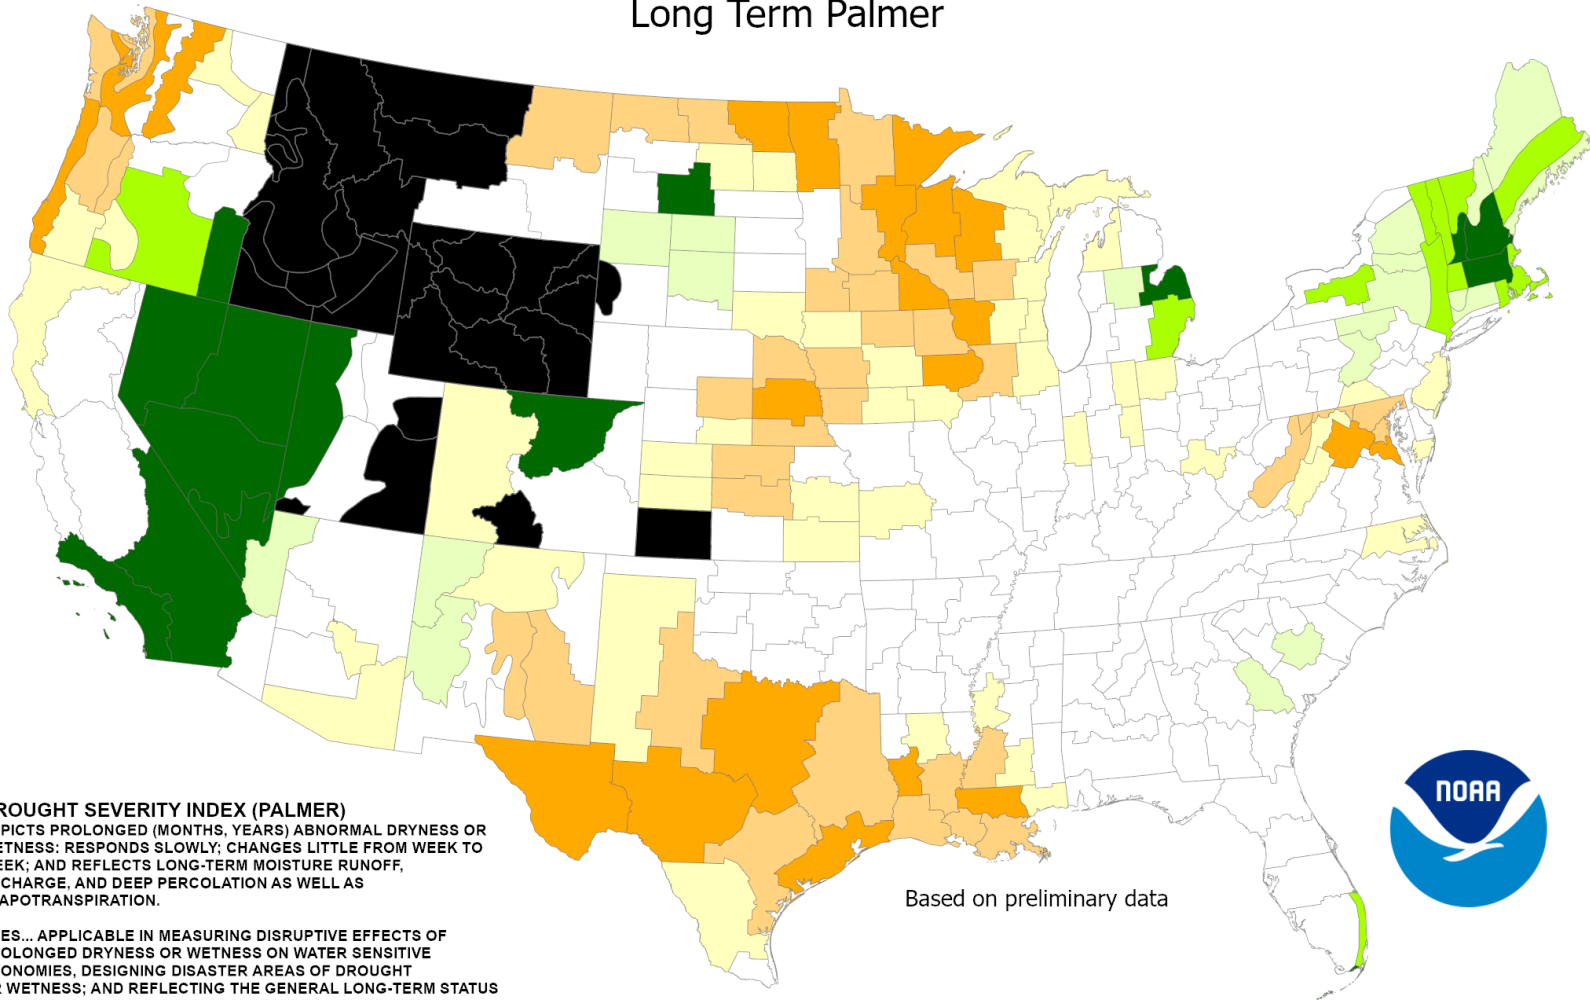 Long Term Palmer
ROUGHT SEVERITY INDEX (PALMER)
PICTS PROLONGED (MONTHS, YEARS) ABNORMAL DRYNESS OR
ETNESS: RESPONDS SLOWLY; CHANGES LITTLE FROM WEEK TO
EEK; AND REFLECTS LONG-TERM MOISTURE RUNOFF,
CHARGE, AND DEEP PERCOLATION AS WELL AS
APOTRANSPIRATION.
ES... APPLICABLE IN MEASURING DISRUPTIVE EFFECTS OF
OLONGED DRYNESS OR WETNESS ON WATER SENSITIVE
ONOMIES, DESIGNING DISASTER AREAS OF DROUGHT
R WETNESS; AND REFLECTING THE GENERAL LONG-TERM STATUS
Based on preliminary data
NOAA